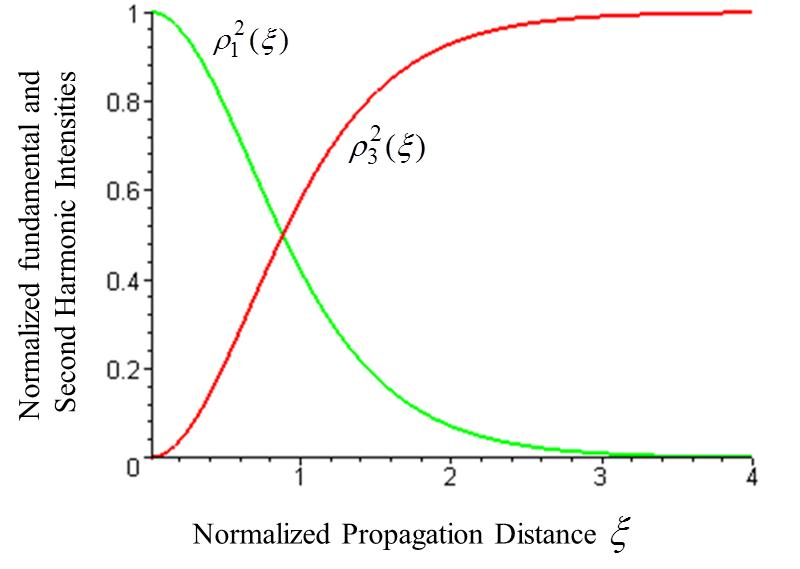 Normalized fundamental and
Second Harmonic Intensities
1
0.8
0.6
0.4
0.2
0
ρ₁²(ξ)
ρ₃²(ξ)
1 2 3 4
Normalized Propagation Distance ξ